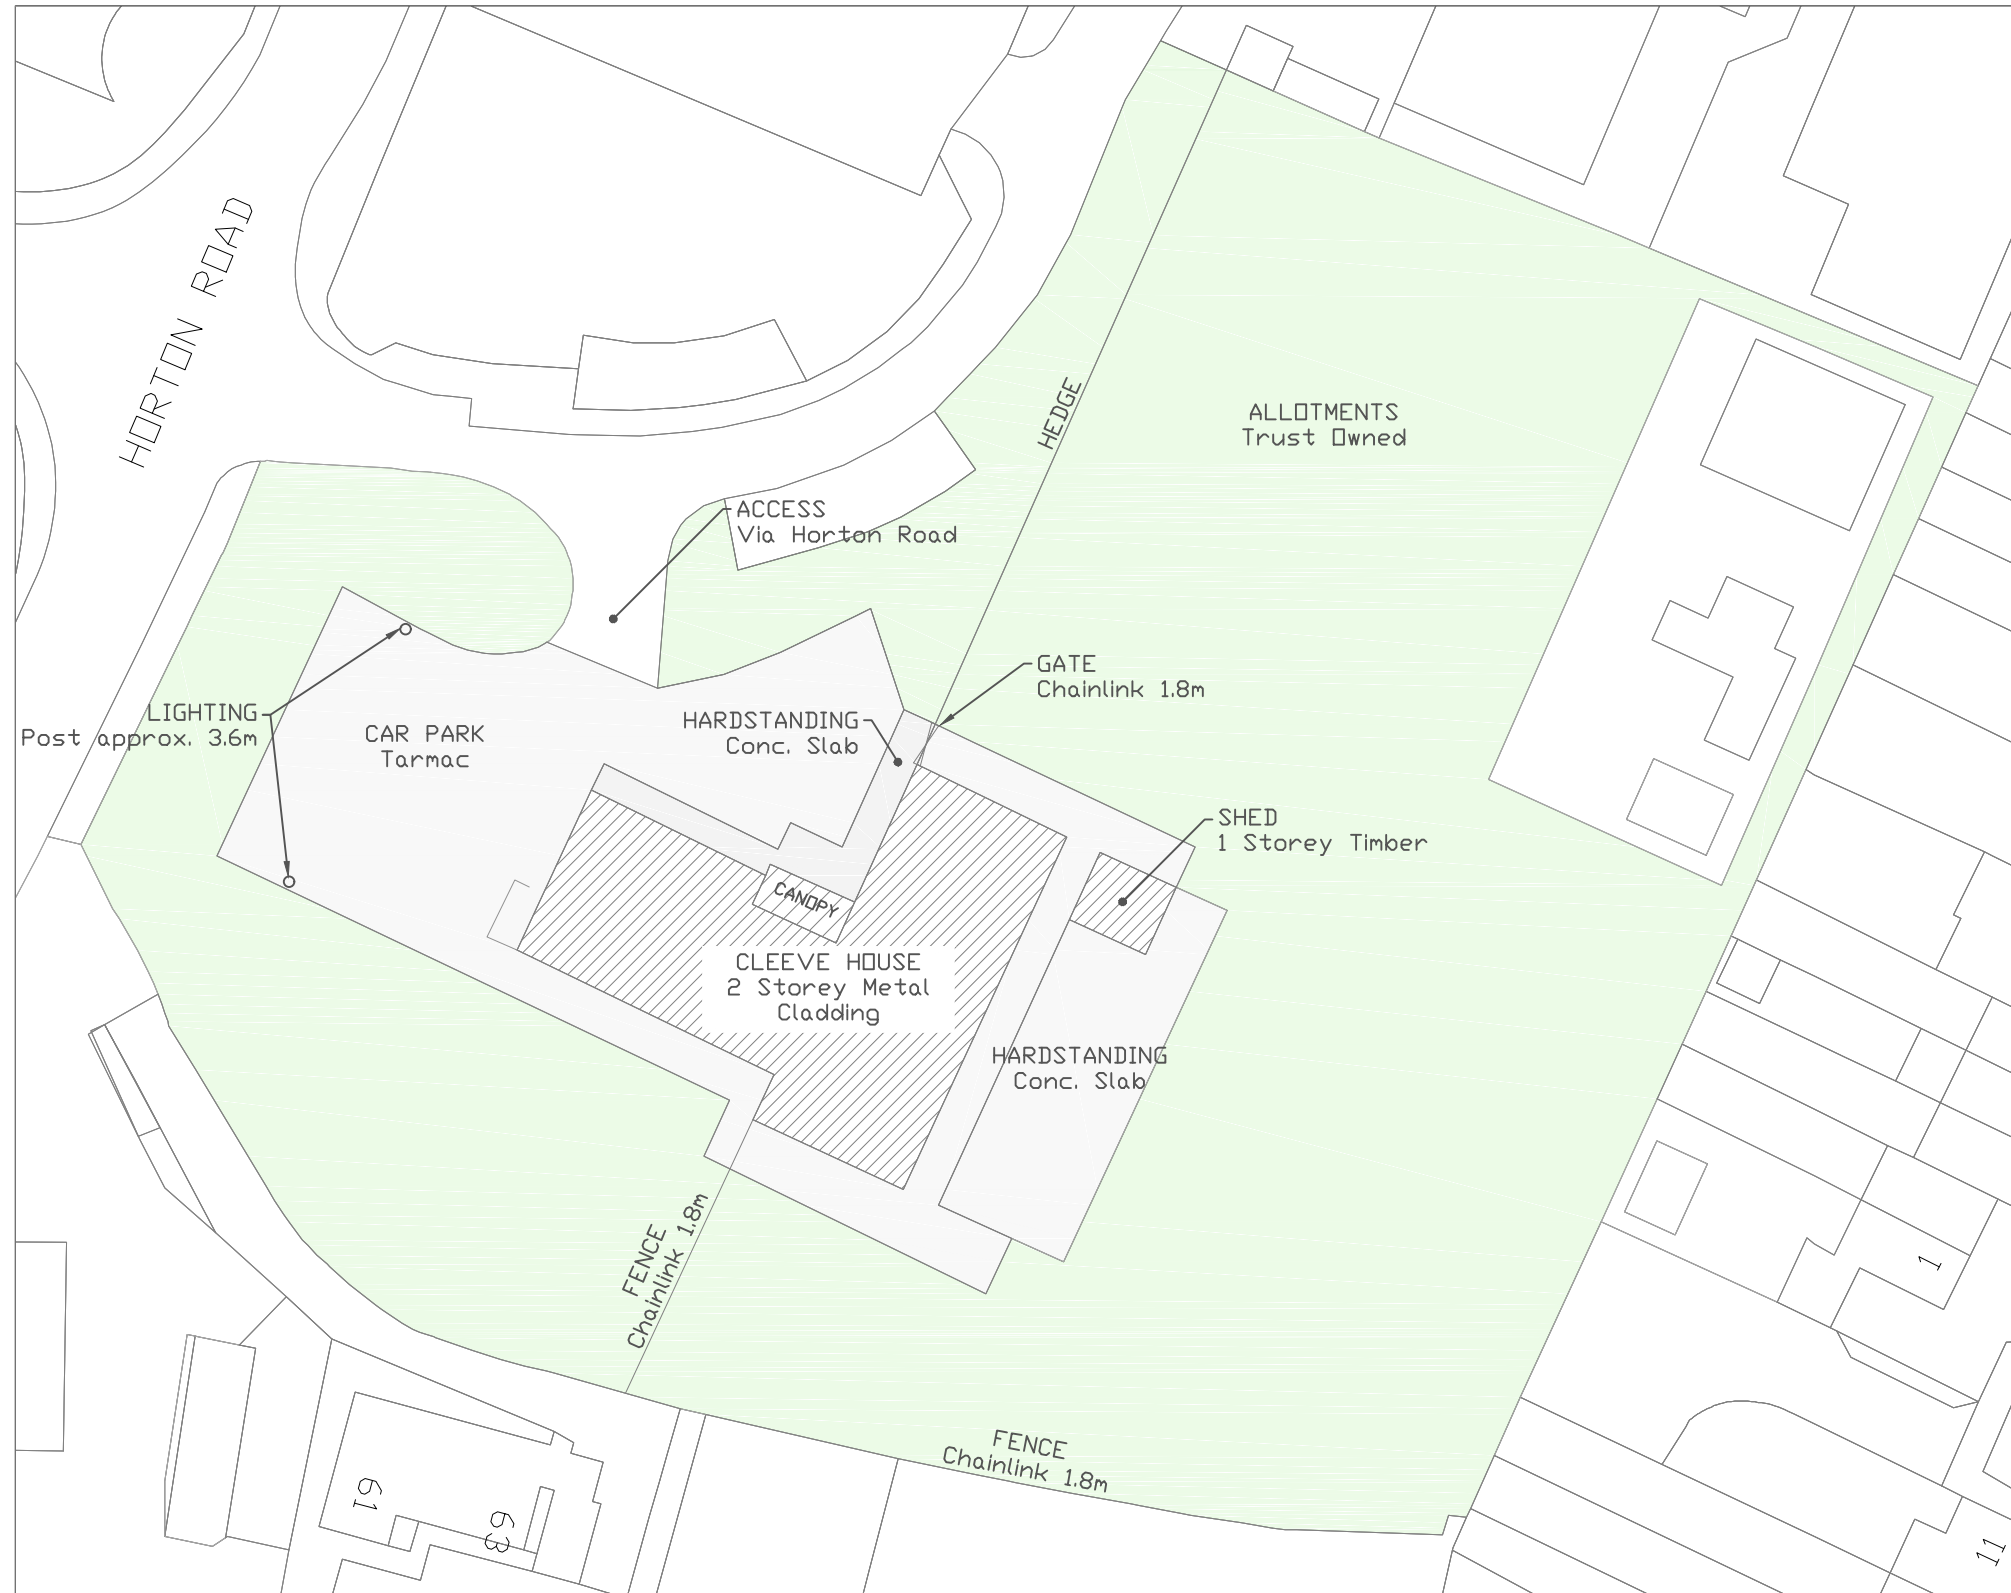 HORTON ROAD
HEDGE
ALLOTMENTS
Trust Owned
ACCESS
Via Horton Road
GATE
Chainlink 1.8m
LIGHTING
Post approx. 3.6m
CAR PARK
Tarmac
HARDSTANDING
Conc. Slab
SHED
1 Storey Timber
CANOPY
CLEEVE HOUSE
2 Storey Metal
Cladding
HARDSTANDING
Conc. Slab
FENCE
Chainlink 1.8m
FENCE
Chainlink 1.8m
1
61
63
11